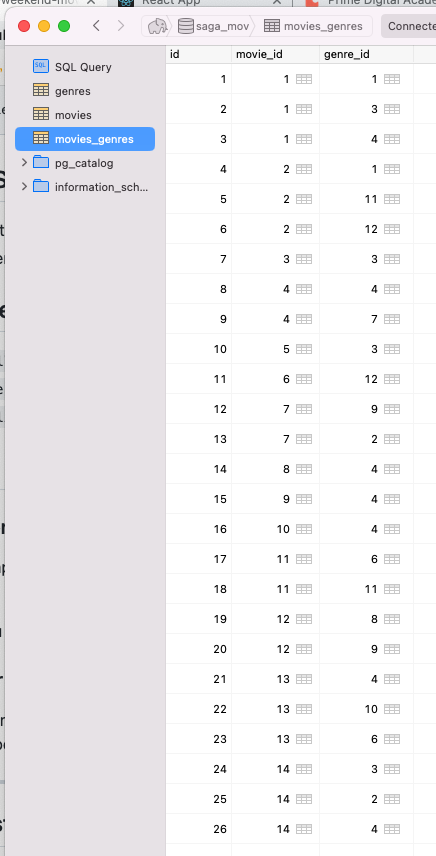 weekend-mo
React App
Prime Digital Acade
saga_mov
movies_genres
Connecte
SQL Query
genres
movies
movies_genres
pg_catalog
information_sch...
id movie_id genre_id
1 1 1
2 1 3
3 1 4
4 2 1
5 2 11
6 2 12
7 3 3
8 4 4
9 4 7
10 5 3
11 6 12
12 7 9
13 7 2
14 8 4
15 9 4
16 10 4
17 11 6
18 11 11
19 12 8
20 12 9
21 13 4
22 13 10
23 13 6
24 14 3
25 14 2
26 14 4